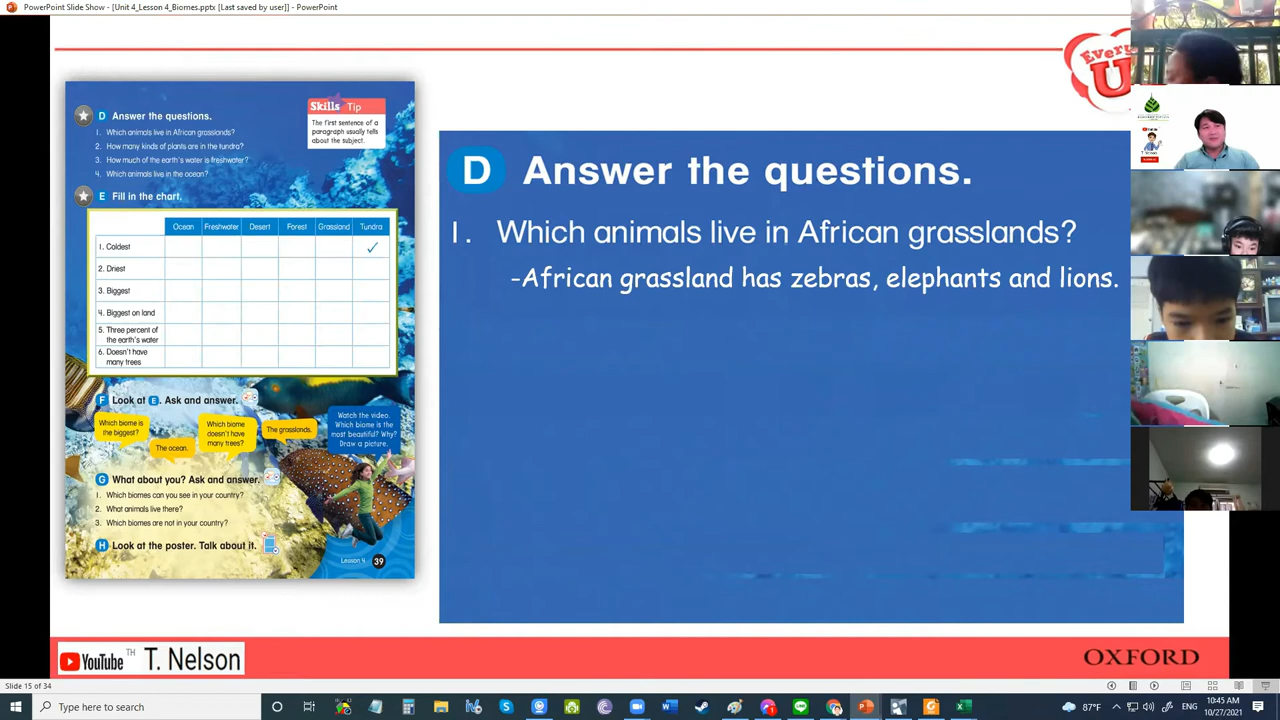 PowerPoint Slide Show - [Unit 4_Lesson 4_Biomes.pptx [Last saved by user]] - PowerPoint
Every
U
D Answer the questions.
1. Which animals live in African grasslands?
2. How many kinds of plants are in the tundra?
3. How much of the earth's water is freshwater?
4. Which animals live in the ocean?
Skills Tip
The first sentence of a
paragraph usually tells
about the subject.
E Fill in the chart.
Ocean Freshwater Desert Forest Grassland Tundra
1. Coldest ✓
2. Driest
3. Biggest
4. Biggest on land
5. Three percent of
the earth's water
6. Doesn't have
many trees
F Look at E. Ask and answer.
Which biome is
the biggest?
The ocean.
Which biome
doesn't have
many trees?
The grasslands.
Watch the video.
Which biome is the
most beautiful? Why?
Draw a picture.
G What about you? Ask and answer.
1. Which biomes can you see in your country?
2. What animals live there?
3. Which biomes are not in your country?
H Look at the poster. Talk about it.
Lesson 4 39
D Answer the questions.
1. Which animals live in African grasslands?
-African grassland has zebras, elephants and lions.
YouTube TH T. Nelson
OXFORD
Slide 15 of 34
Type here to search
87°F
ENG
10:45 AM
10/27/2021